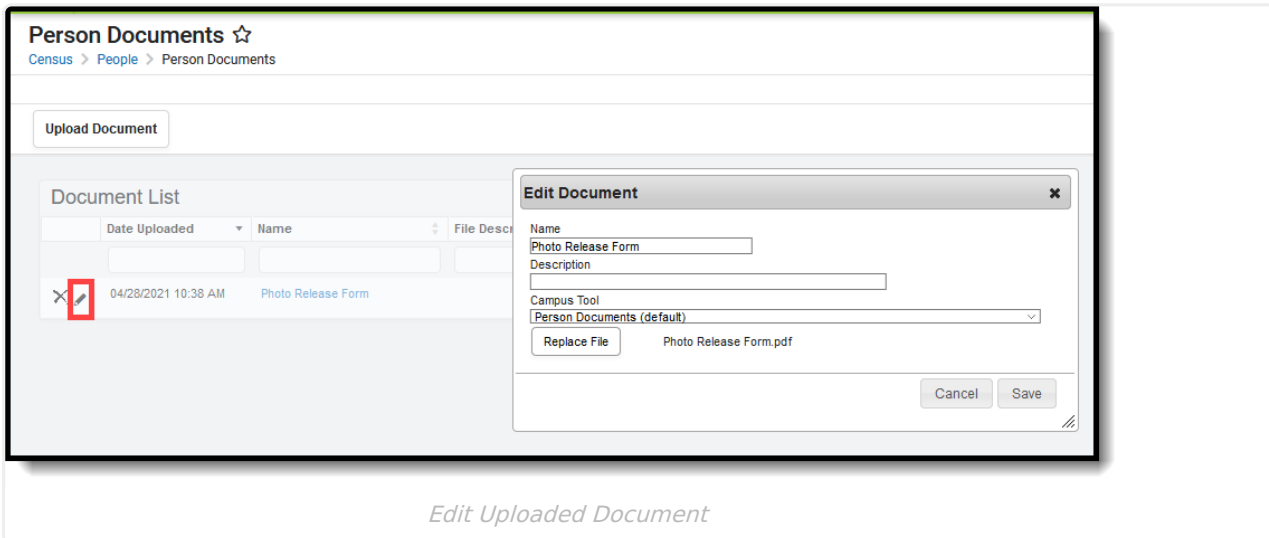 Person Documents
Census > People > Person Documents
Upload Document
Document List
Date Uploaded Name File Descr
04/28/2021 10:38 AM Photo Release Form
Edit Document
Name
Photo Release Form
Description
Campus Tool
Person Documents (default)
Replace File Photo Release Form.pdf
Cancel Save
Edit Uploaded Document